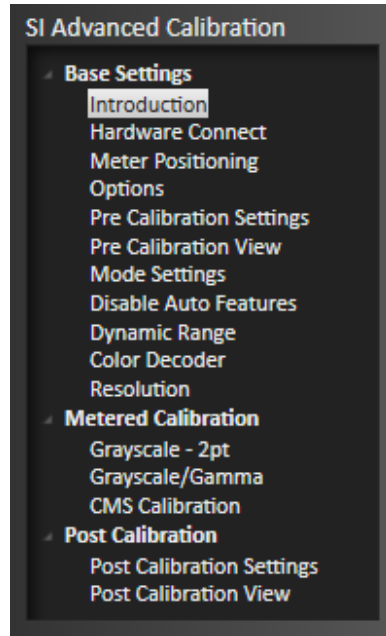 SI Advanced Calibration
Base Settings
Introduction
Hardware Connect
Meter Positioning
Options
Pre Calibration Settings
Pre Calibration View
Mode Settings
Disable Auto Features
Dynamic Range
Color Decoder
Resolution
Metered Calibration
Grayscale - 2pt
Grayscale/Gamma
CMS Calibration
Post Calibration
Post Calibration Settings
Post Calibration View